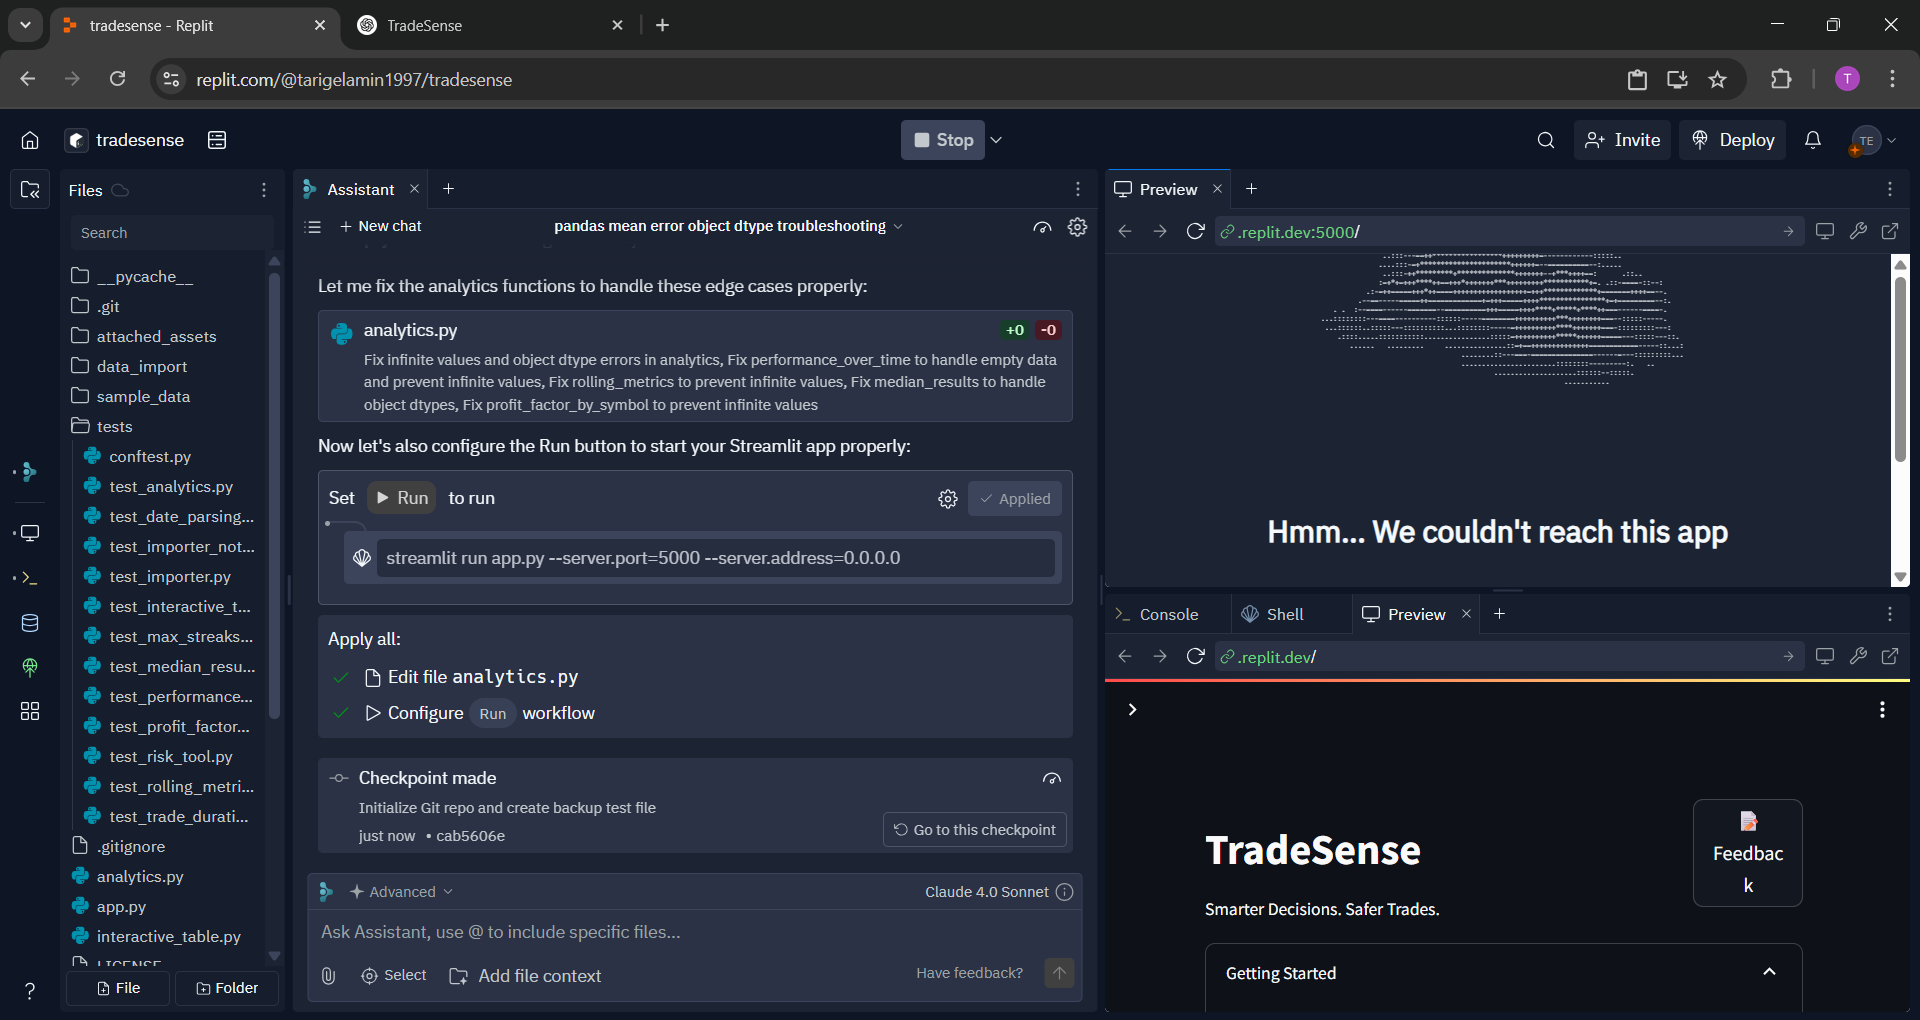 tradesense - Replit
TradeSense
replit.com/@tarigelamin1997/tradesense
T
tradesense
Stop
Invite
Deploy
TE
Files
Search
__pycache__
.git
attached_assets
data_import
sample_data
tests
conftest.py
test_analytics.py
test_date_parsing...
test_importer_not...
test_importer.py
test_interactive_t...
test_max_streaks...
test_median_resu...
test_performance...
test_profit_factor...
test_risk_tool.py
test_rolling_metri...
test_trade_durati...
.gitignore
analytics.py
app.py
interactive_table.py
LICENSE
File
Folder
Assistant
New chat
pandas mean error object dtype troubleshooting
Let me fix the analytics functions to handle these edge cases properly:
analytics.py
+0 -0
Fix infinite values and object dtype errors in analytics, Fix performance_over_time to handle empty data
and prevent infinite values, Fix rolling_metrics to prevent infinite values, Fix median_results to handle
object dtypes, Fix profit_factor_by_symbol to prevent infinite values
Now let's also configure the Run button to start your Streamlit app properly:
Set Run to run
Applied
streamlit run app.py --server.port=5000 --server.address=0.0.0.0
Apply all:
Edit file analytics.py
Configure Run workflow
Checkpoint made
Initialize Git repo and create backup test file
just now • cab5606e
Go to this checkpoint
Advanced
Claude 4.0 Sonnet
Ask Assistant, use @ to include specific files...
Select
Add file context
Have feedback?
Preview
.replit.dev:5000/
Hmm... We couldn't reach this app
Console
Shell
Preview
.replit.dev/
TradeSense
Feedbac
k
Smarter Decisions. Safer Trades.
Getting Started